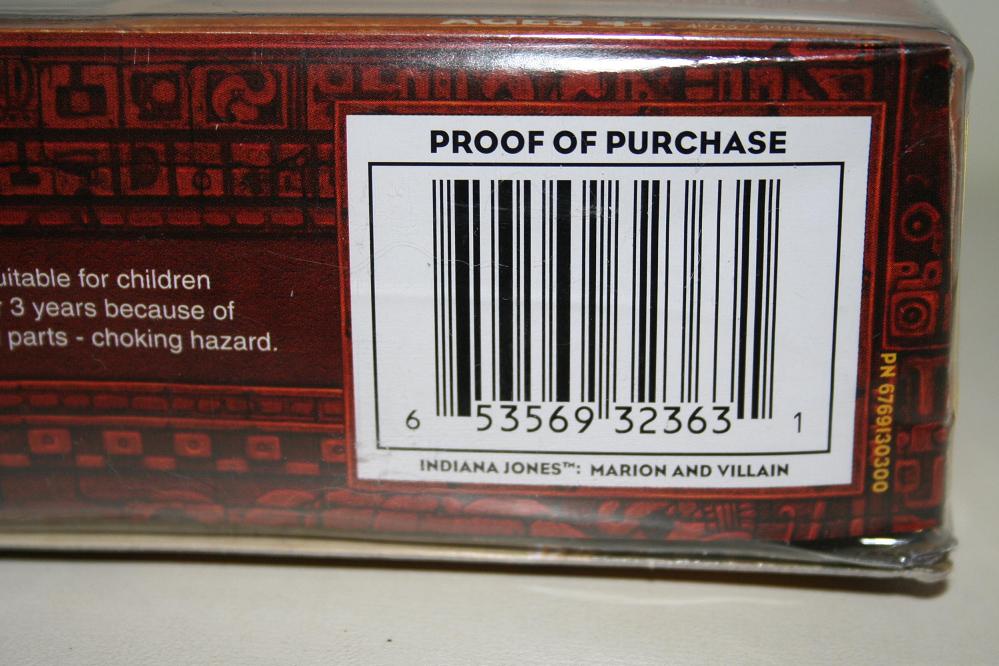 PROOF OF PURCHASE
uitable for children
3 years because of
parts - choking hazard.
6 53569 32363 1
INDIANA JONES™: MARION AND VILLAIN
PN 6769130300